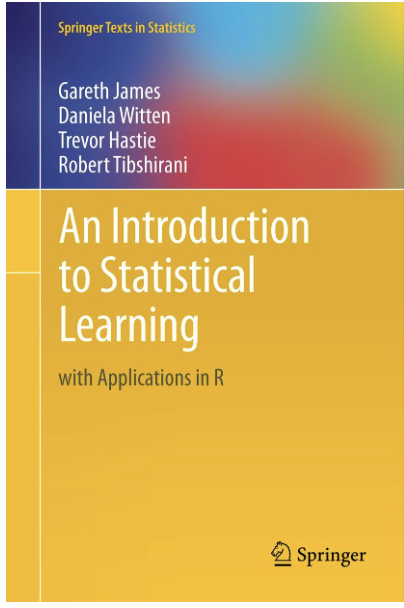 Springer Texts in Statistics
Gareth James
Daniela Witten
Trevor Hastie
Robert Tibshirani
An Introduction
to Statistical
Learning
with Applications in R
Springer